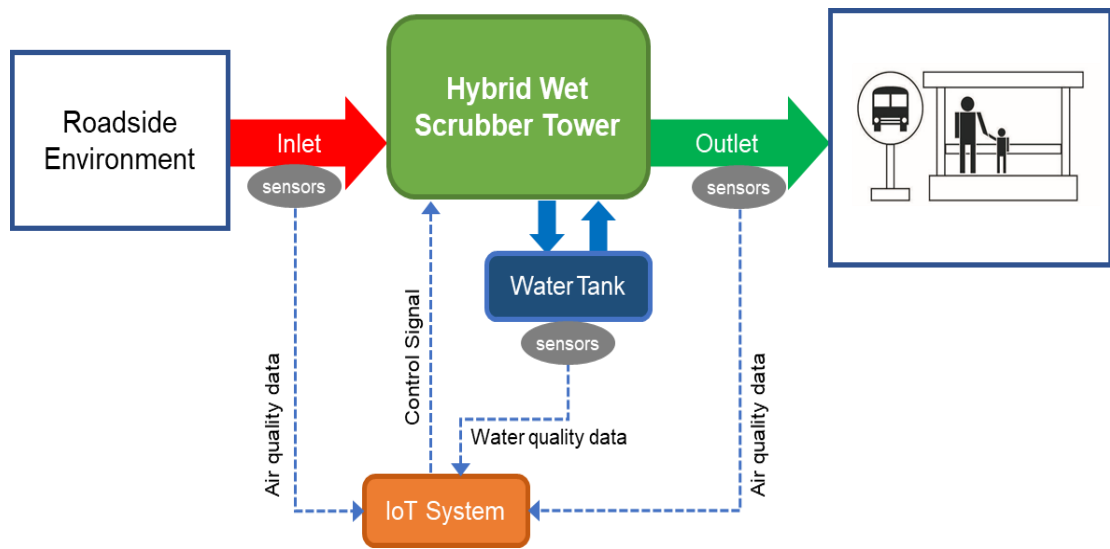 Roadside
Environment
Inlet
sensors
Hybrid Wet
Scrubber Tower
Outlet
sensors
Water Tank
sensors
Air quality data
Control Signal
Water quality data
Air quality data
IoT System